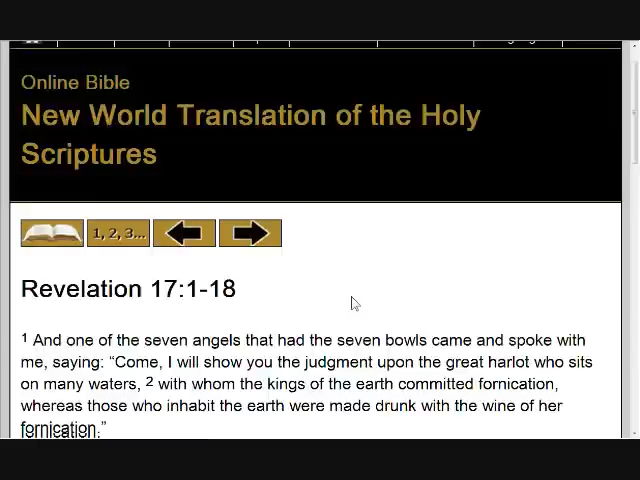 Online Bible
New World Translation of the Holy
Scriptures
1, 2, 3...
Revelation 17:1-18
1 And one of the seven angels that had the seven bowls came and spoke with
me, saying: “Come, I will show you the judgment upon the great harlot who sits
on many waters, 2 with whom the kings of the earth committed fornication,
whereas those who inhabit the earth were made drunk with the wine of her
fornication.”